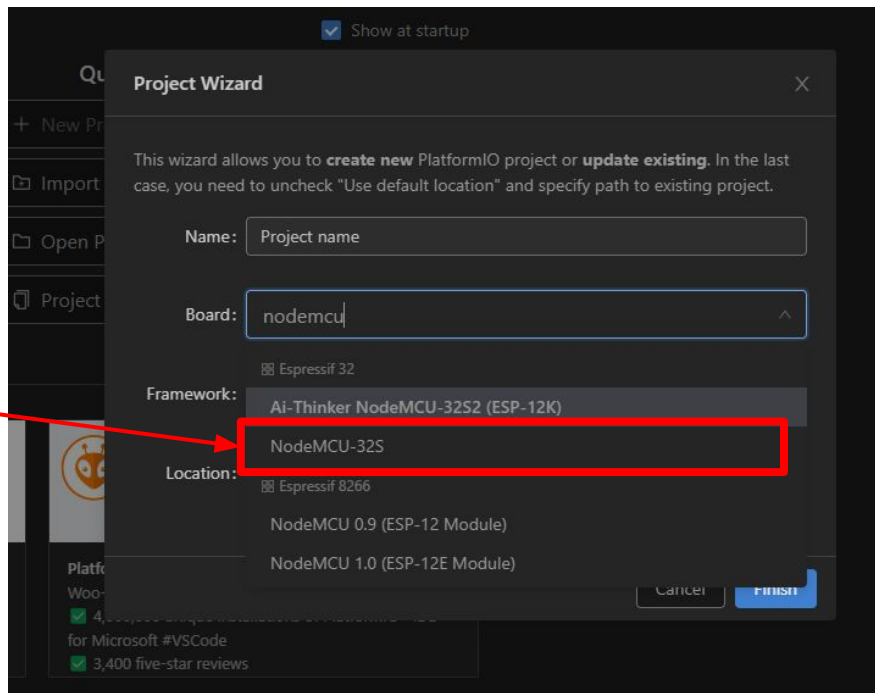 Show at startup
Qu
Project Wizard
+ New Pr
This wizard allows you to create new PlatformIO project or update existing. In the last
case, you need to uncheck "Use default location" and specify path to existing project.
Import
Name: Project name
Open P
Project
Board: nodemcu
Espressif 32
Framework:
Ai-Thinker NodeMCU-32S2 (ESP-12K)
NodeMCU-32S
Location:
Espressif 8266
NodeMCU 0.9 (ESP-12 Module)
NodeMCU 1.0 (ESP-12E Module)
Cancel Finish
Platfo
Woo-
for Microsoft #VSCode
3,400 five-star reviews